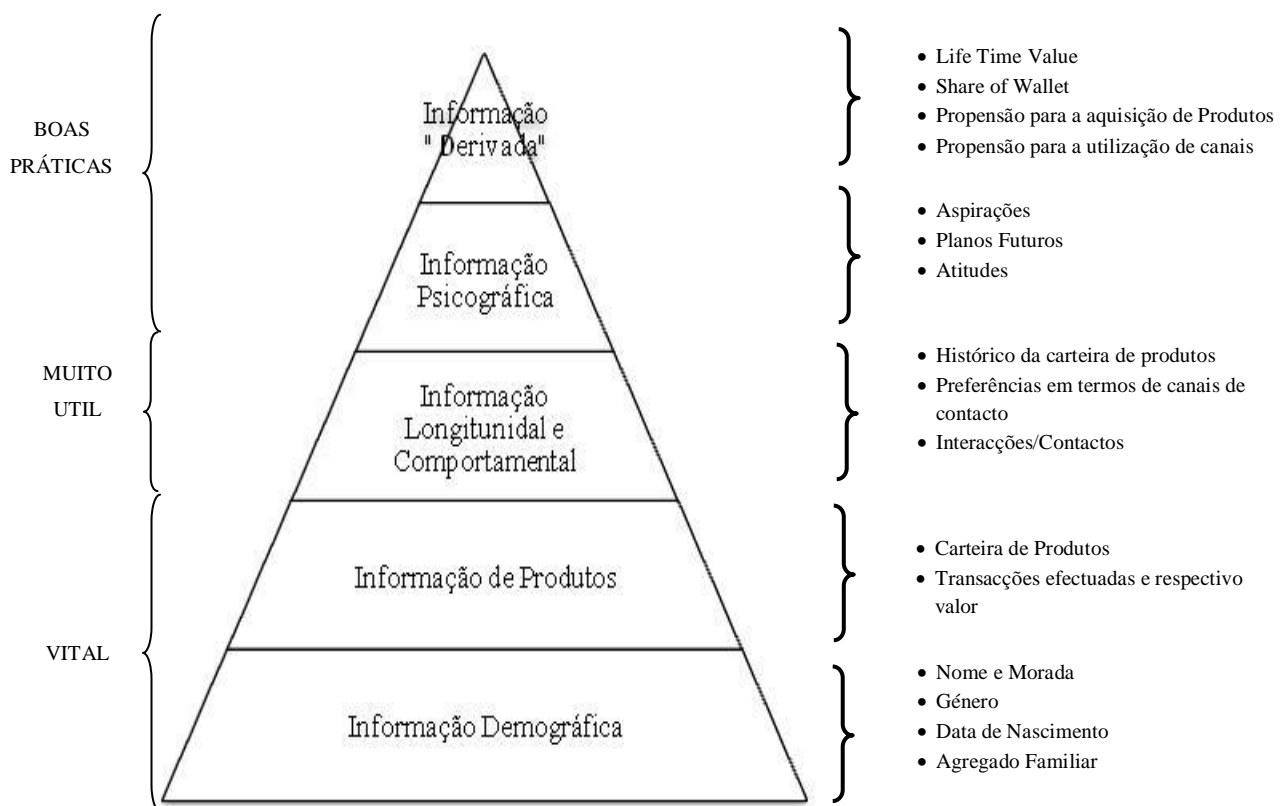 BOAS
PRÁTICAS
Informação
" Derivada"
• Life Time Value
• Share of Wallet
• Propensão para a aquisição de Produtos
• Propensão para a utilização de canais
Informação
Psicográfica
• Aspirações
• Planos Futuros
• Atitudes
MUITO
UTIL
Informação
Longitunidal e
Comportamental
• Histórico da carteira de produtos
• Preferências em termos de canais de
contacto
• Interacções/Contactos
VITAL
Informação de Produtos
• Carteira de Produtos
• Transacções efectuadas e respectivo
valor
Informação Demográfica
• Nome e Morada
• Género
• Data de Nascimento
• Agregado Familiar